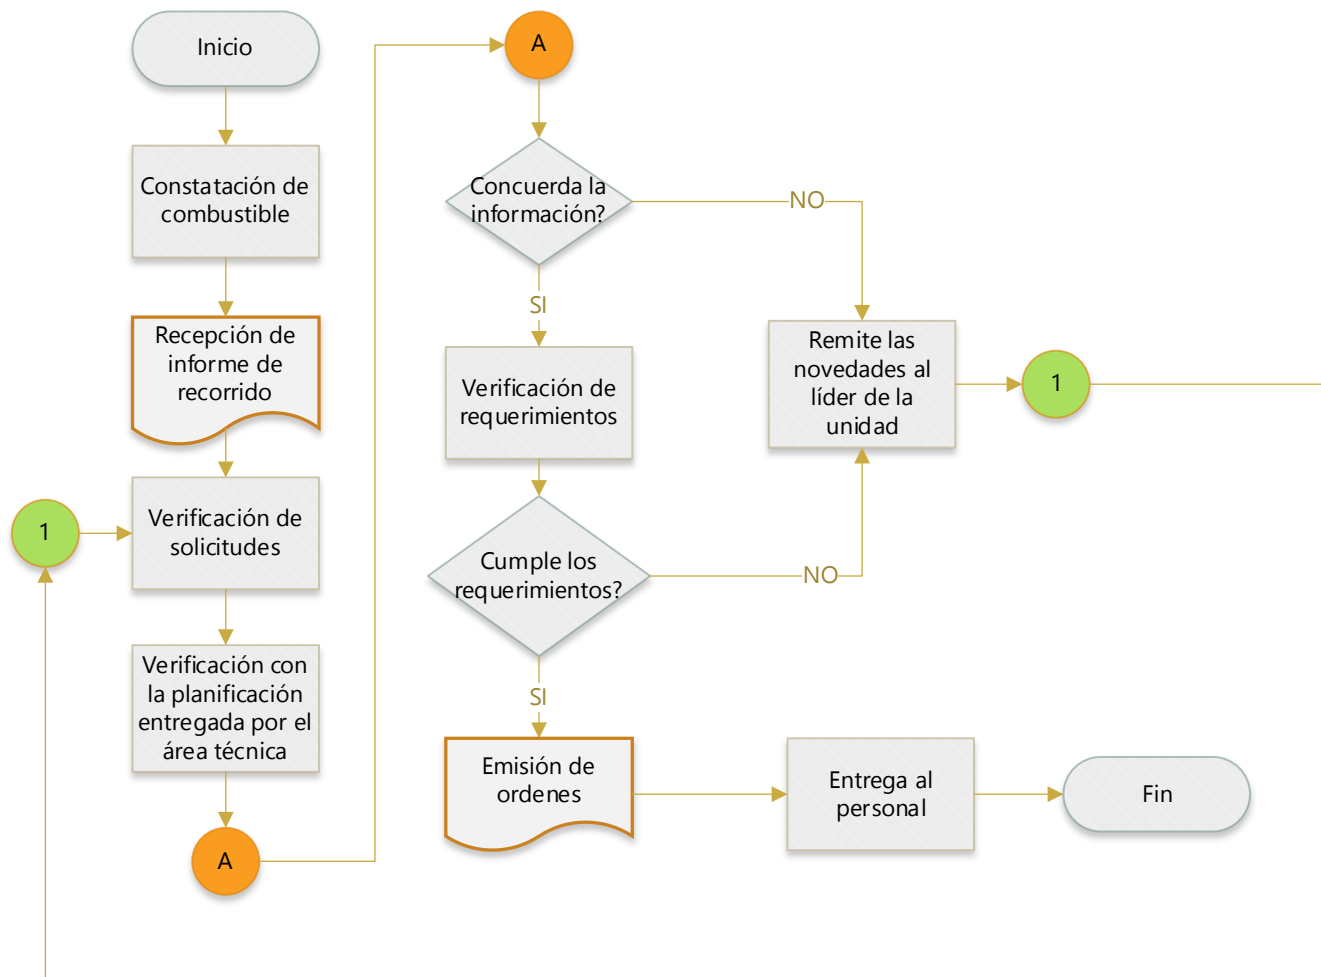 Inicio
Constatación de
combustible
Recepción de
informe de
recorrido
1
Verificación de
solicitudes
Verificación con
la planificación
entregada por el
área técnica
A
A
Concuerda la
información?
NO
SI
Verificación de
requerimientos
Remite las
novedades al
líder de la
unidad
1
Cumple los
requerimientos?
NO
SI
Emisión de
ordenes
Entrega al
personal
Fin